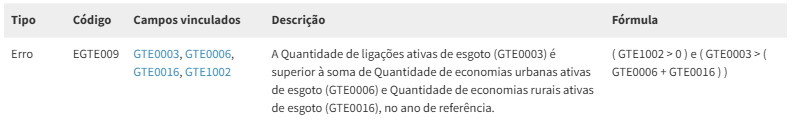 Tipo Código Campos vinculados Descrição Fórmula
Erro EGTE009 GTE0003, GTE0006, A Quantidade de ligações ativas de esgoto (GTE0003) é ( GTE1002 > 0 ) e ( GTE0003 > (
GTE0016, GTE1002 superior à soma de Quantidade de economias urbanas ativas GTE0006 + GTE0016 ) )
de esgoto (GTE0006) e Quantidade de economias rurais ativas
de esgoto (GTE0016), no ano de referência.